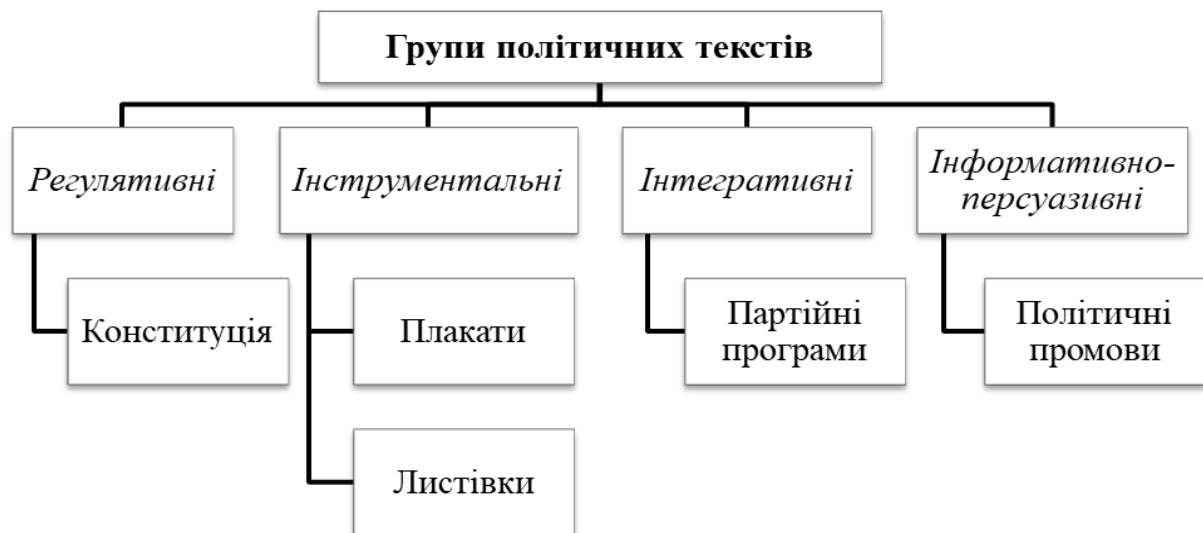 Групи політичних текстів
Регулятивні
Інструментальні
Інтегративні
Інформативно-
персуазивні
Конституція
Плакати
Партійні
програми
Політичні
промови
Листівки